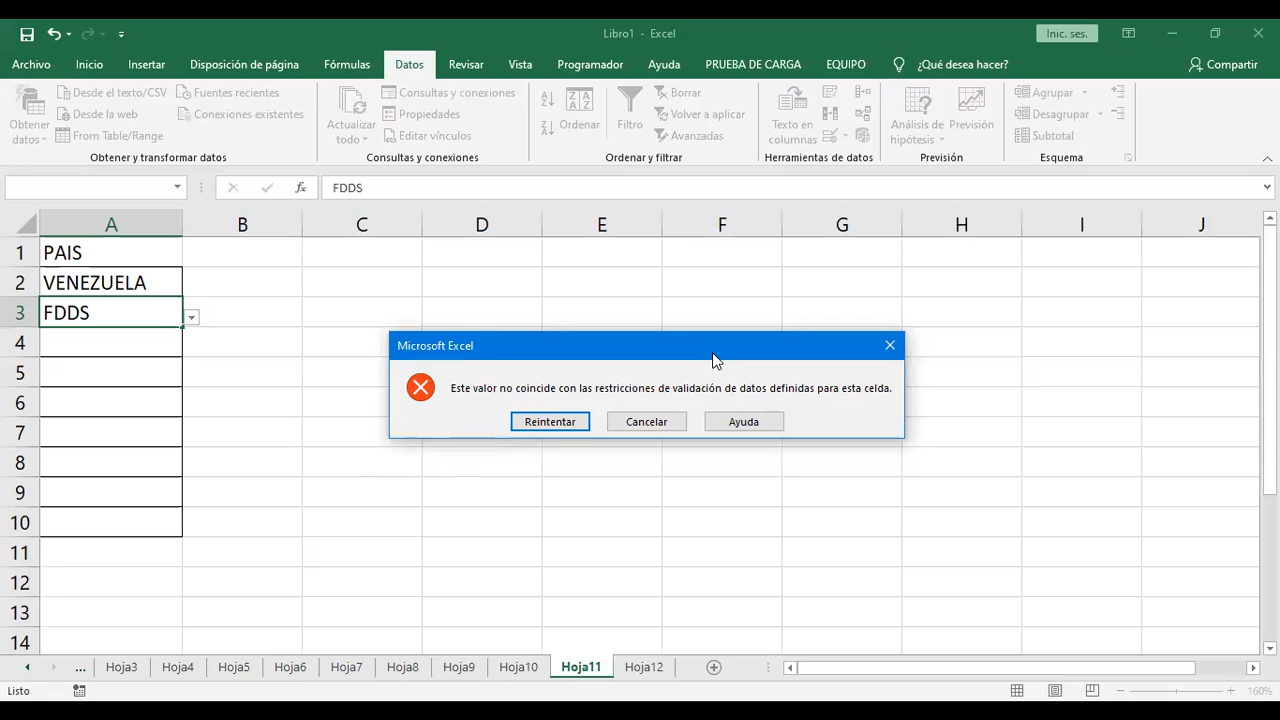 Libro1 - Excel
Inic. ses.
Archivo Inicio Insertar Disposición de página Fórmulas Datos Revisar Vista Programador Ayuda PRUEBA DE CARGA EQUIPO ¿Qué desea hacer? Compartir
Obtener datos
Desde el texto/CSV
Desde la web
From Table/Range
Fuentes recientes
Conexiones existentes
Obtener y transformar datos
Actualizar todo
Consultas y conexiones
Propiedades
Editar vínculos
Consultas y conexiones
Ordenar
Filtro
Borrar
Volver a aplicar
Avanzadas
Ordenar y filtrar
Texto en columnas
Herramientas de datos
Análisis de hipótesis
Previsión
Previsión
Agrupar
Desagrupar
Subtotal
Esquema
fx FDDS
A B C D E F G H I J
1 PAIS
2 VENEZUELA
3 FDDS
4
5
6
7
8
9
10
11
12
13
14
Microsoft Excel
Este valor no coincide con las restricciones de validación de datos definidas para esta celda.
Reintentar Cancelar Ayuda
... Hoja3 Hoja4 Hoja5 Hoja6 Hoja7 Hoja8 Hoja9 Hoja10 Hoja11 Hoja12
Listo 160%